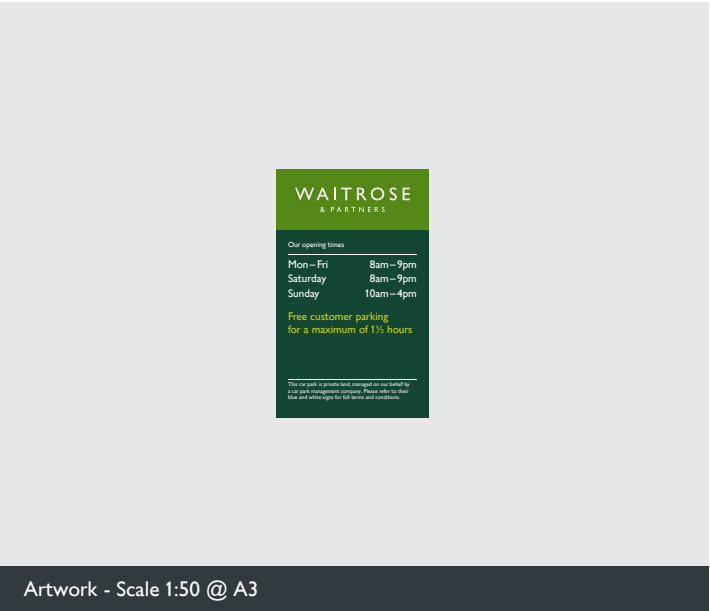 WAITROSE
& PARTNERS
Our opening times
Mon–Fri 8am–9pm
Saturday 8am–9pm
Sunday 10am–4pm
Free customer parking
for a maximum of 1½ hours
This car park is private land, managed on our behalf by
a car park management company. Please refer to their
blue and white signs for full terms and conditions.
Artwork - Scale 1:50 @ A3